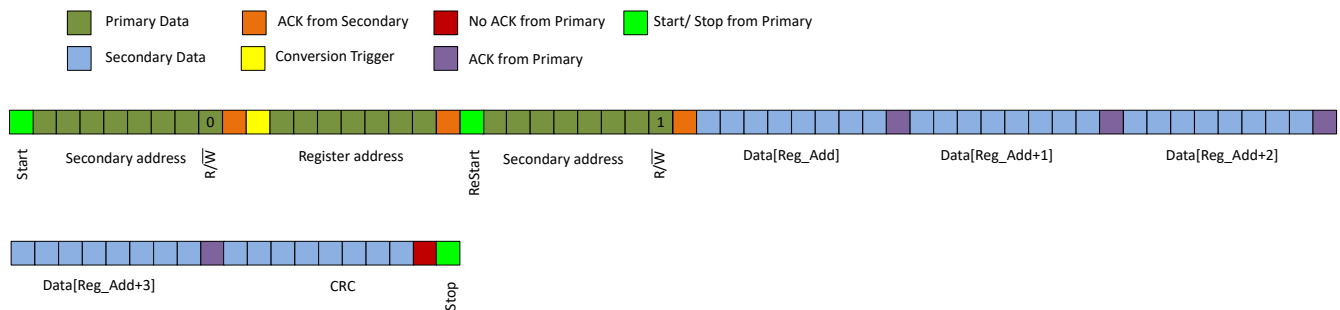 Primary Data ACK from Secondary No ACK from Primary Start/ Stop from Primary
Secondary Data Conversion Trigger ACK from Primary
0 1
Start Secondary address R/W Register address ReStart Secondary address R/W Data[Reg_Add] Data[Reg_Add+1] Data[Reg_Add+2]
Data[Reg_Add+3] CRC Stop